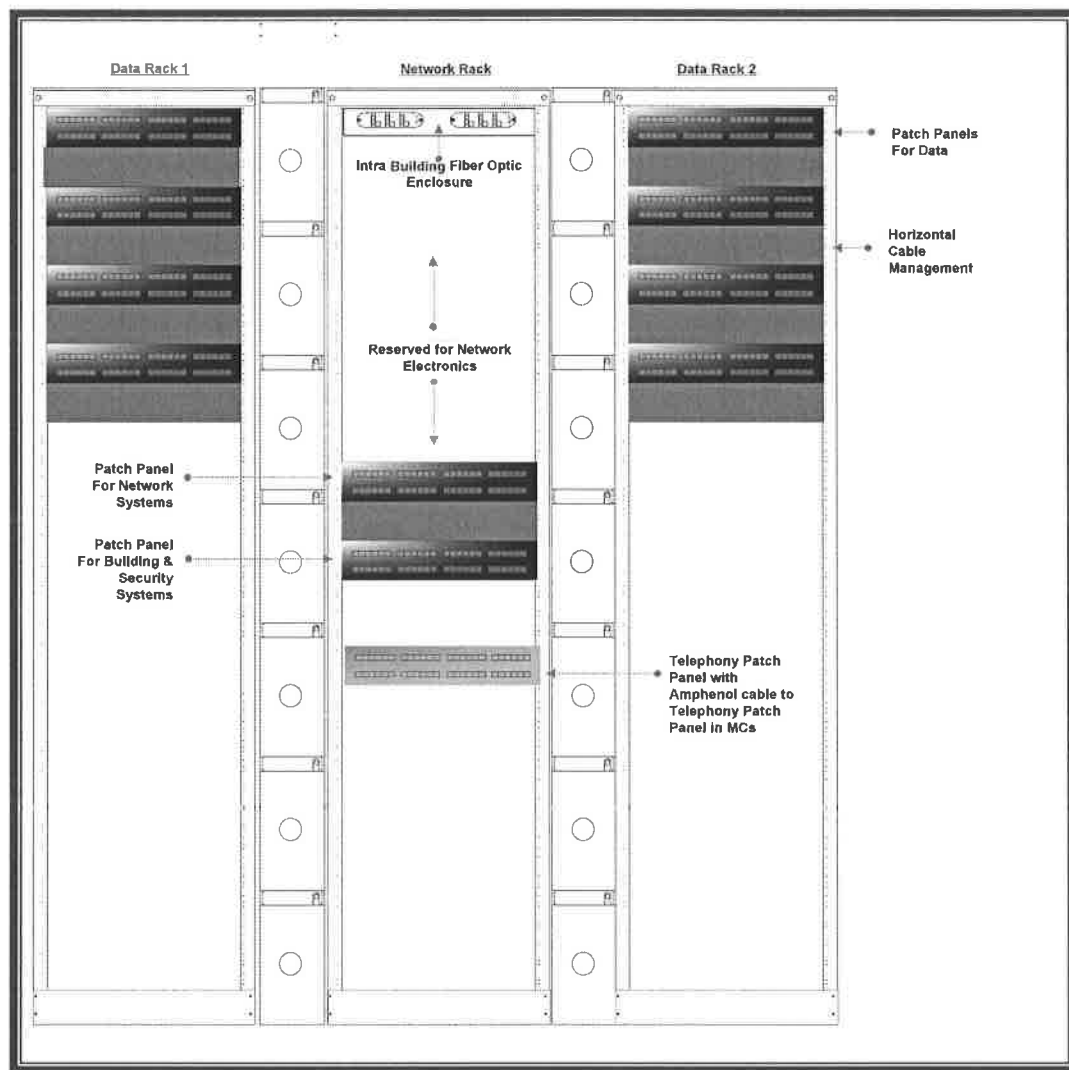 Data Rack 1
Network Rack
Data Rack 2
Patch Panels
For Data
Intra Building Fiber Optic
Enclosure
Horizontal
Cable
Management
Reserved for Network
Electronics
Patch Panel
For Network
Systems
Patch Panel
For Building &
Security
Systems
Telephony Patch
Panel with
Amphenol cable to
Telephony Patch
Panel in MCs